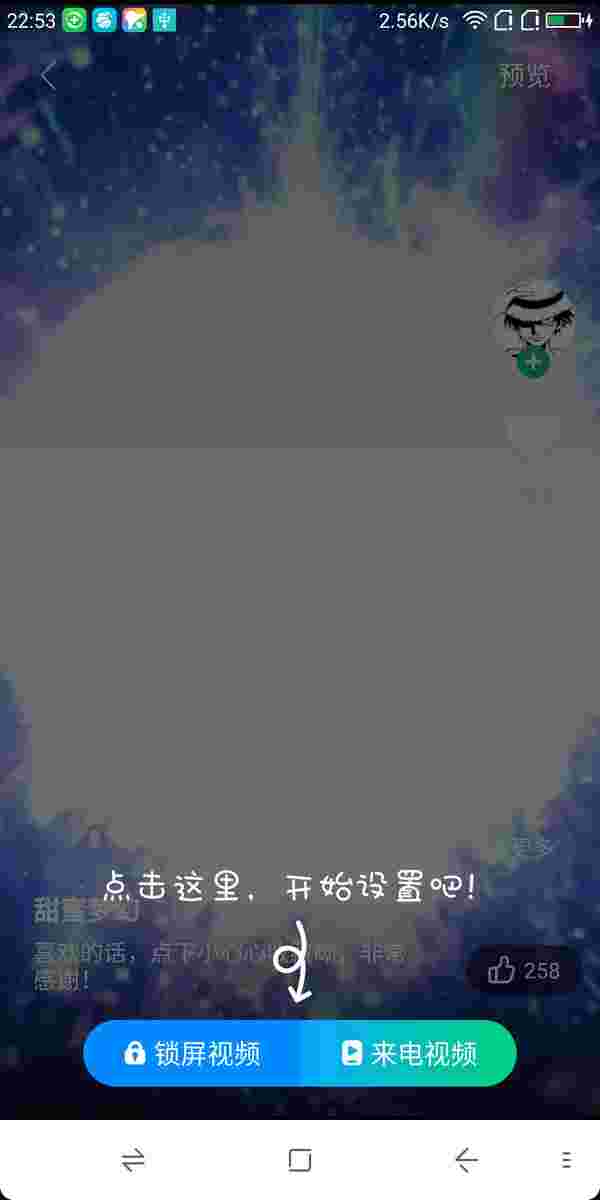 22:53
中
2.56K/s
预览
更多
点击这里，开始设置吧！
甜蜜梦幻
喜欢的话，点下小心心
非常
感谢！
258
锁屏视频
来电视频